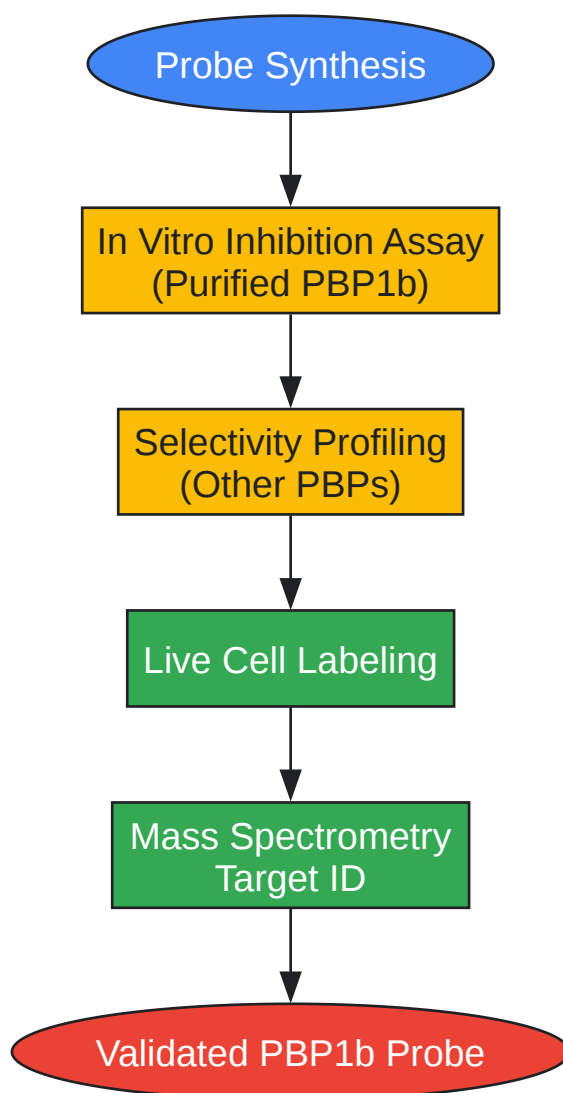 Probe Synthesis
In Vitro Inhibition Assay
(Purified PBP1b)
Selectivity Profiling
(Other PBPs)
Live Cell Labeling
Mass Spectrometry
Target ID
Validated PBP1b Probe